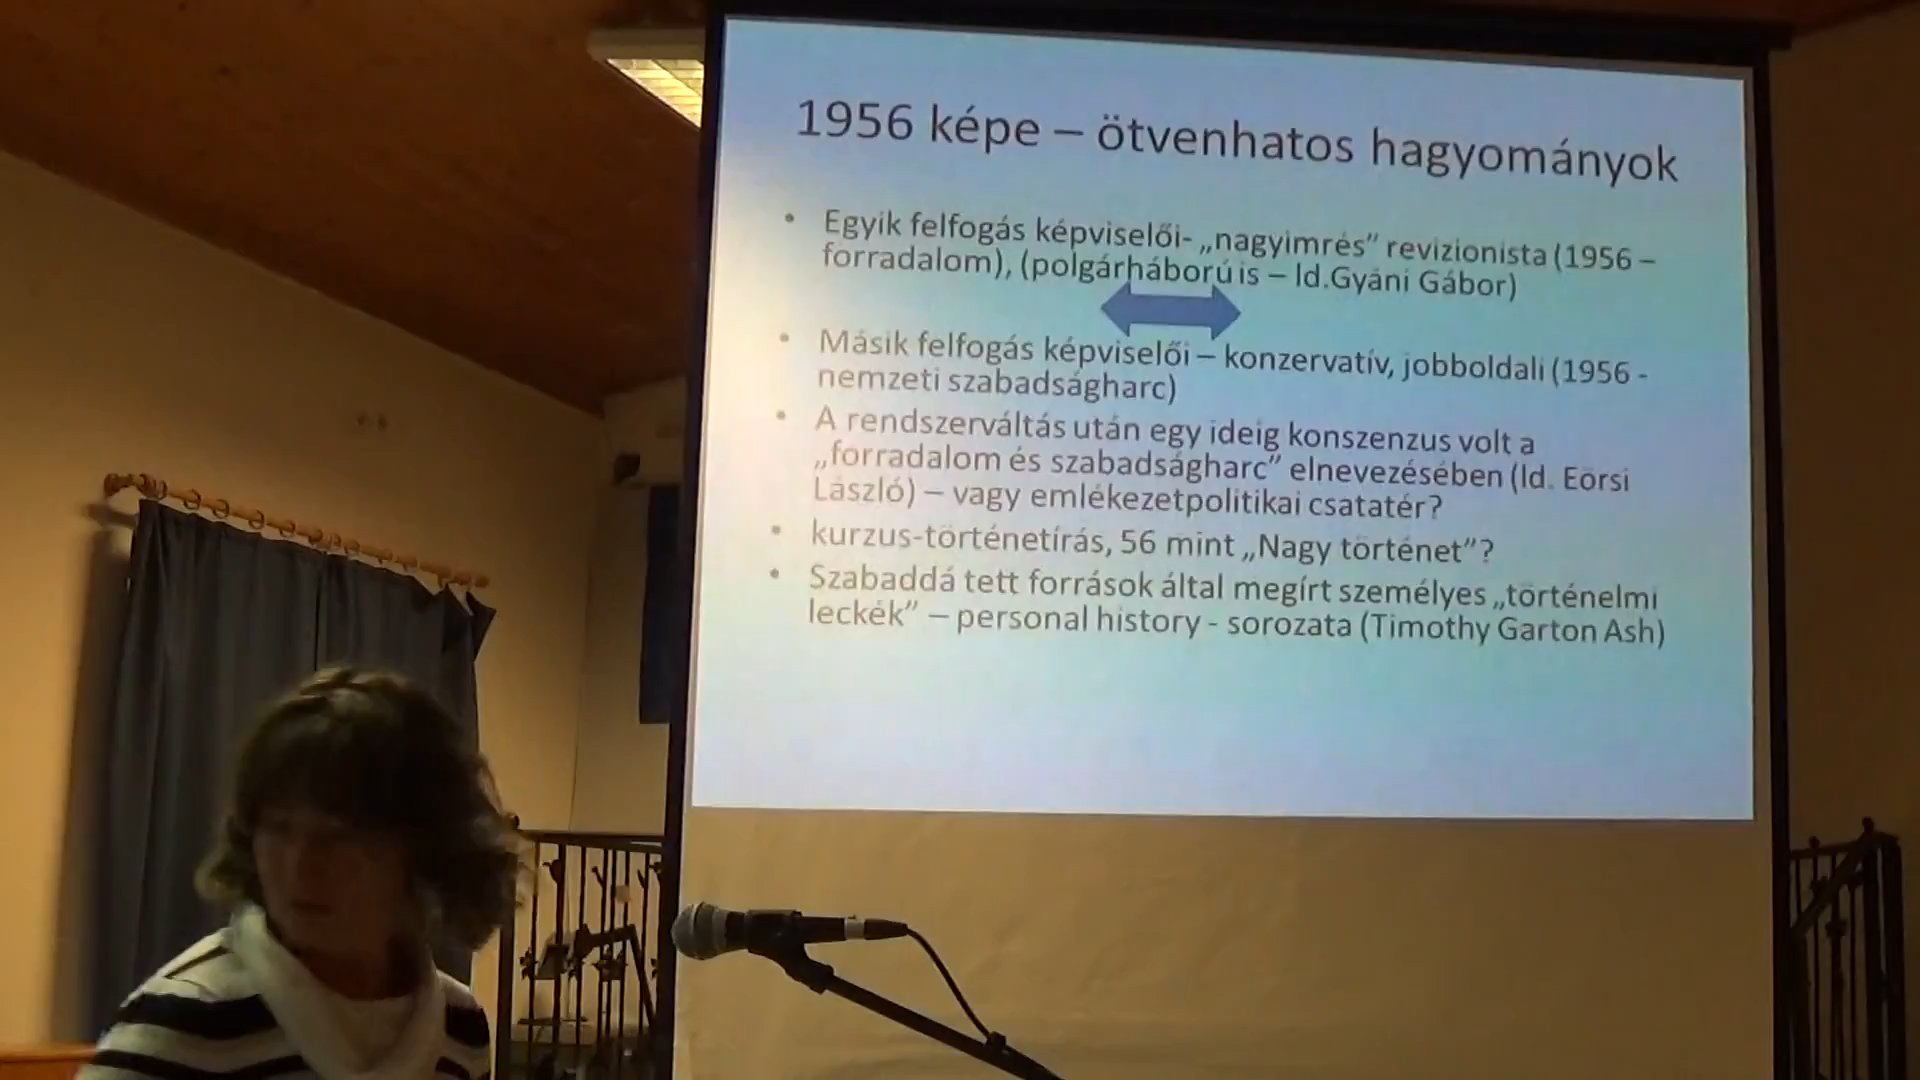 1956 képe – ötvenhatos hagyományok
• Egyik felfogás képviselői- „nagyimrés” revizionista (1956 –
forradalom), (polgárháború is – ld.Gyáni Gábor)
• Másik felfogás képviselői – konzervatív, jobboldali (1956 -
nemzeti szabadságharc)
• A rendszerváltás után egy ideig konszenzus volt a
„forradalom és szabadságharc” elnevezésében (ld. Eörsi
László) – vagy emlékezetpolitikai csatatér?
• kurzus-történetírás, 56 mint „Nagy történet”?
• Szabaddá tett források által megírt személyes „történelmi
leckék” – personal history - sorozata (Timothy Garton Ash)